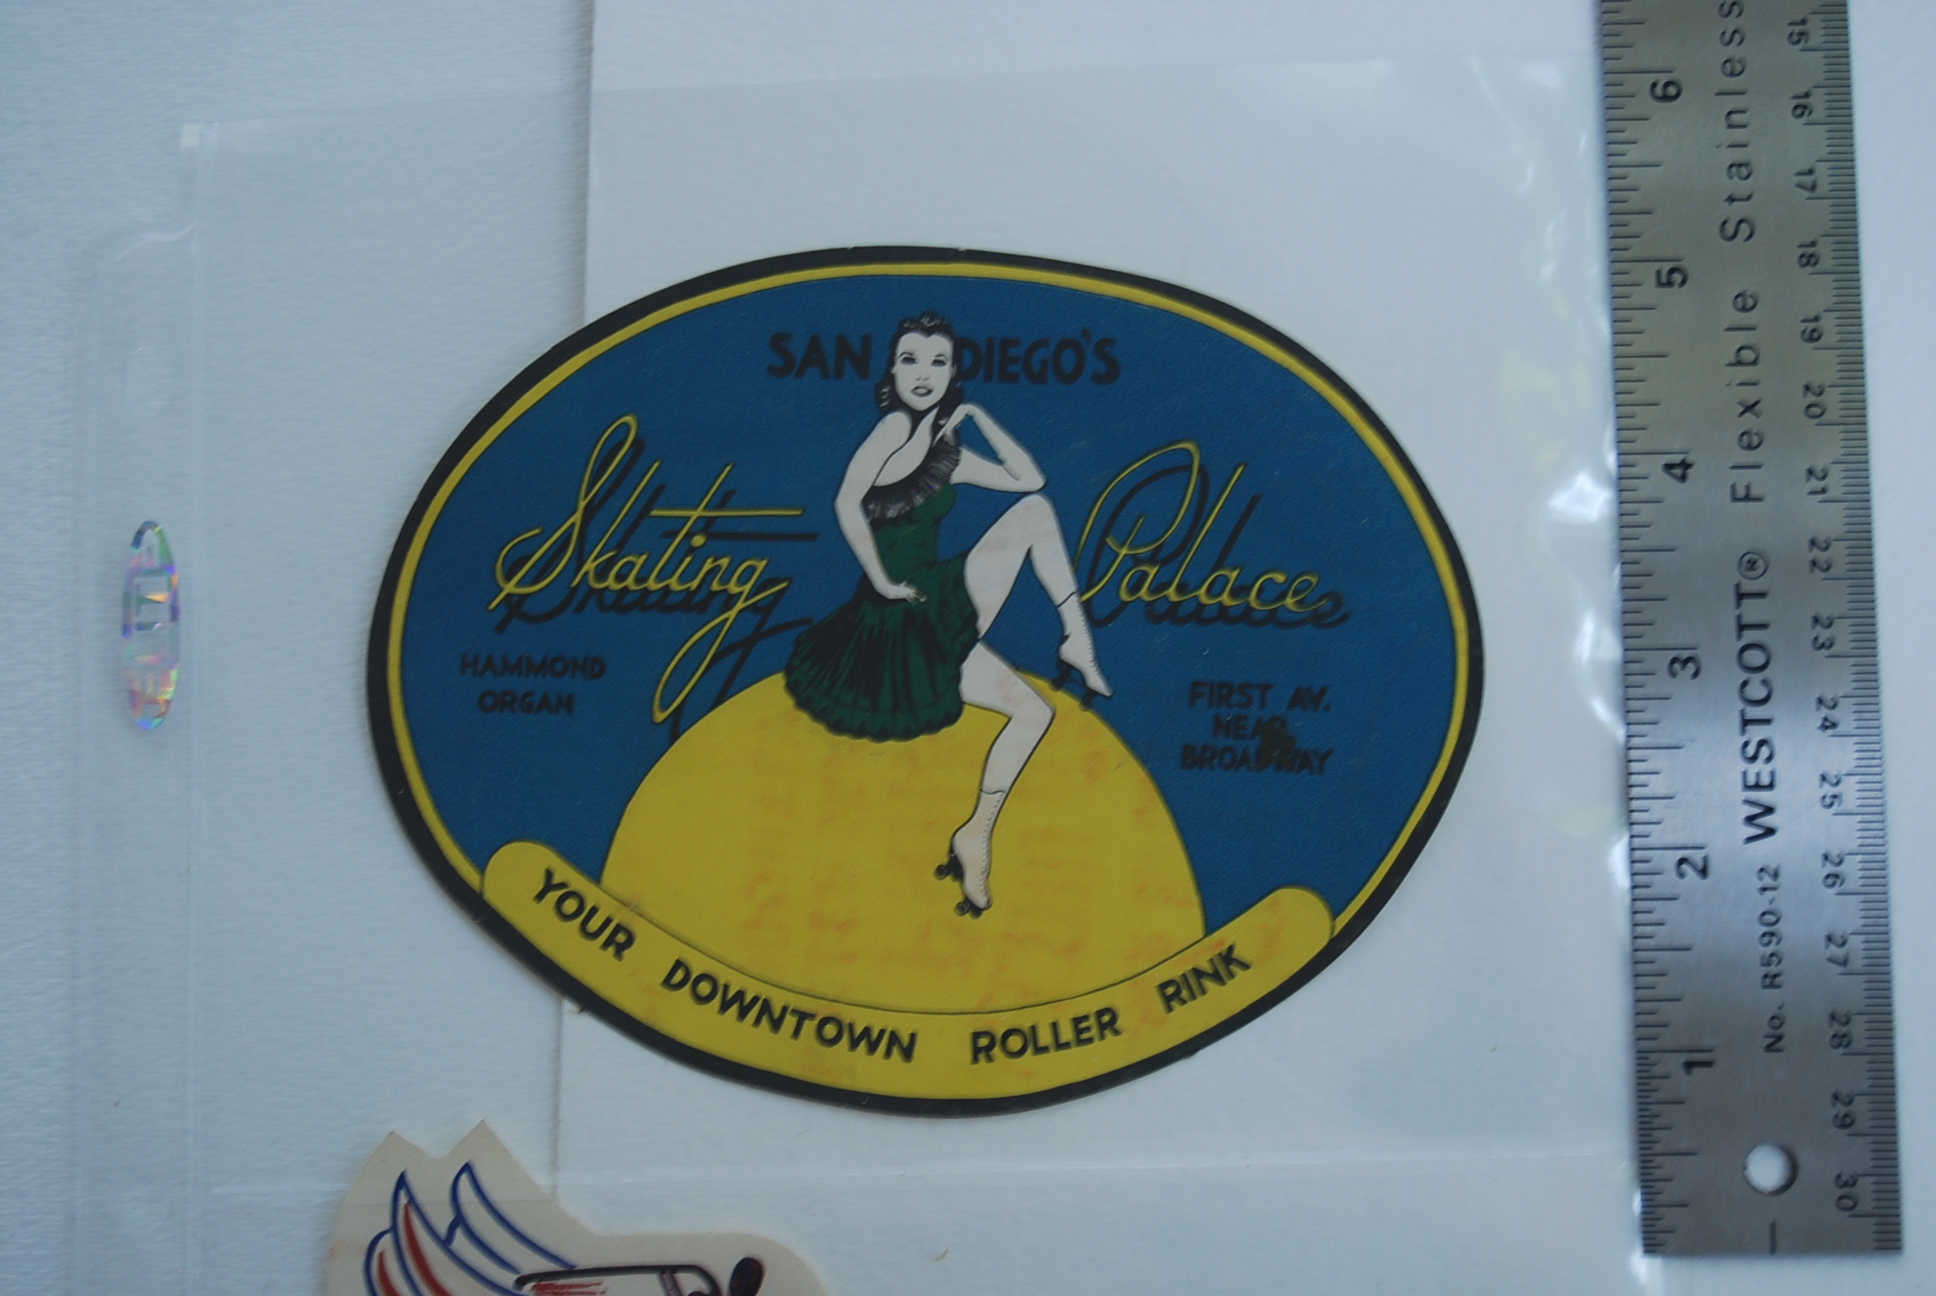 SAN DIEGO'S
Skating Palace
HAMMOND
ORGAN
FIRST AV.
NEAR
BROADWAY
YOUR DOWNTOWN ROLLER RINK
1 2 3 4 5 6
No. R590-12 WESTCOTT® Flexible Stainless
15 16 17 18 19 20 21 22 23 24 25 26 27 28 29 30